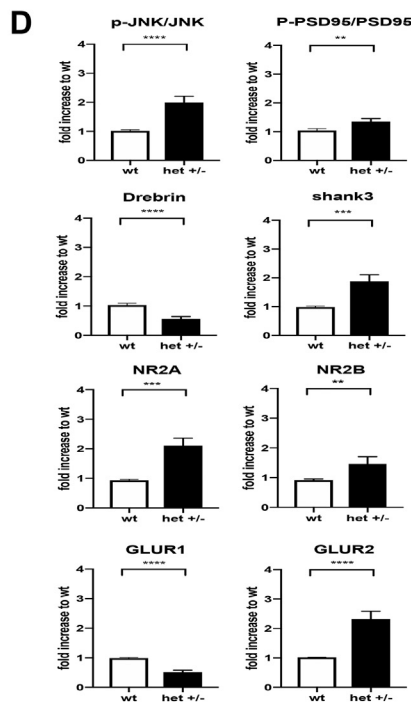 D
p-JNK/JNK
****
fold increase to wt
4
3
2
1
0
wt het +/-
P-PSD95/PSD95
**
fold increase to wt
4
3
2
1
0
wt het +/-
Drebrin
****
fold increase to wt
4
3
2
1
0
wt het +/-
shank3
***
fold increase to wt
4
3
2
1
0
wt het +/-
NR2A
***
fold increase to wt
4
3
2
1
0
wt het +/-
NR2B
**
fold increase to wt
4
3
2
1
0
wt het +/-
GLUR1
****
fold increase to wt
4
3
2
1
0
wt het +/-
GLUR2
****
fold increase to wt
4
3
2
1
0
wt het +/-